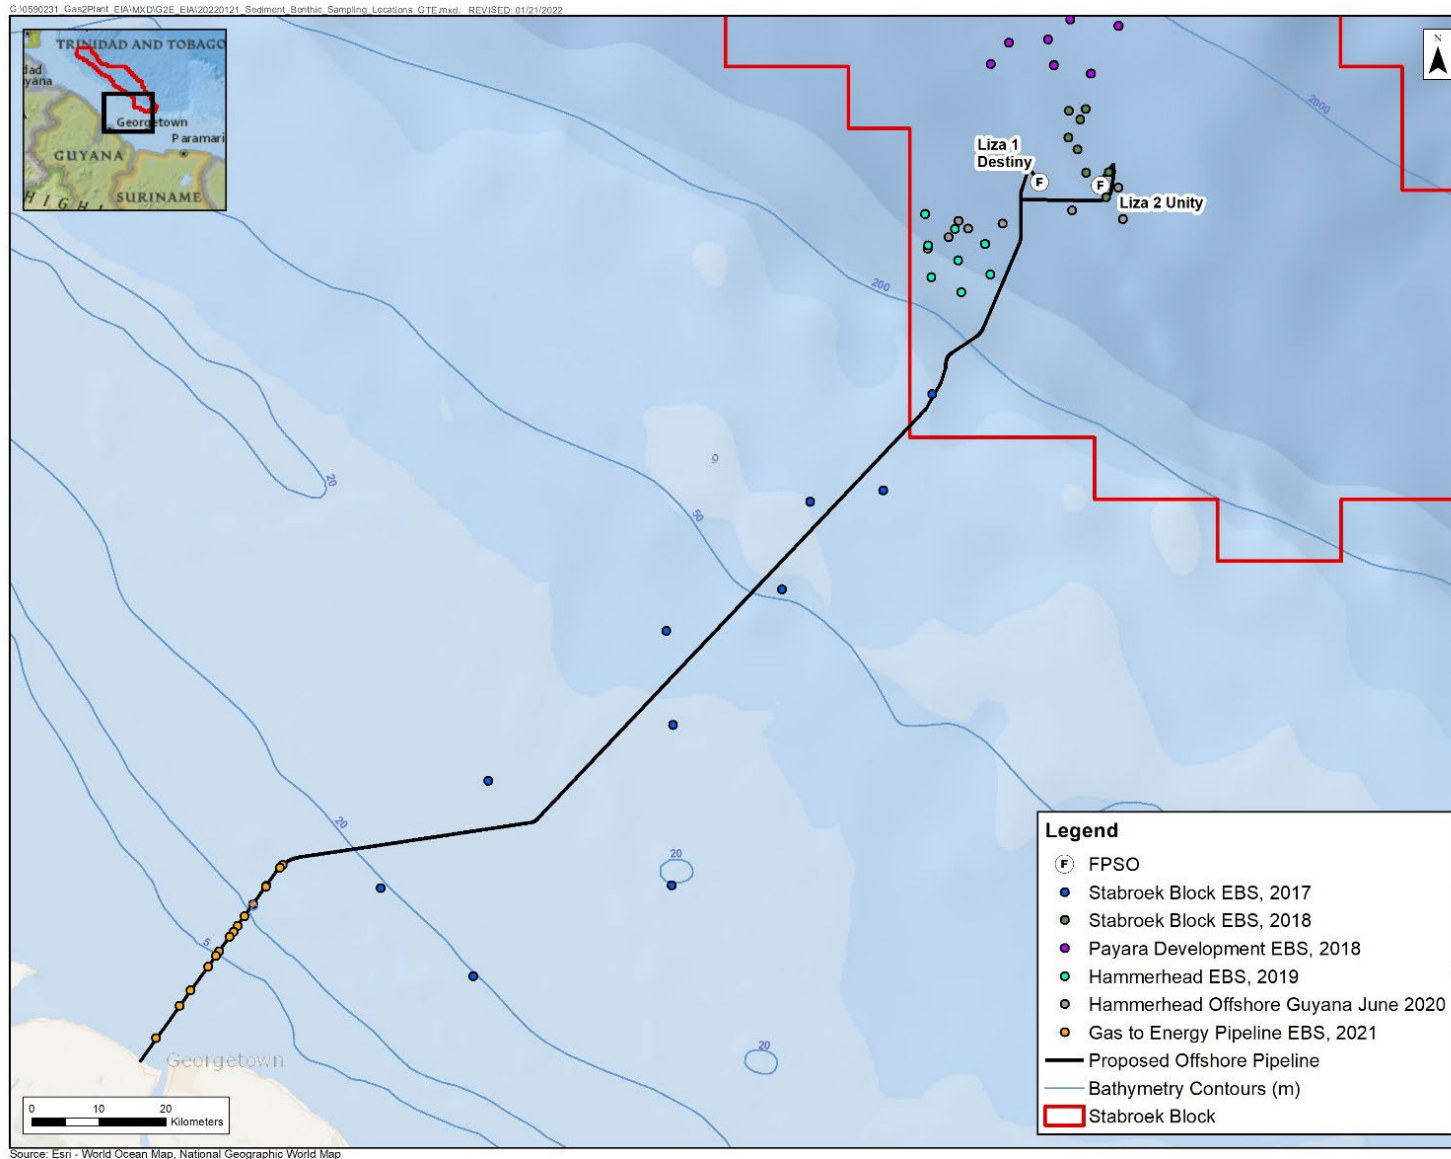 G:\0590231_Gas2Plant_EIA\MXD\G2E_EIA\20220121_Sediment_Benthic_Sampling_Locations_GTE.mxd, REVISED: 01/21/2022
TRINIDAD AND TOBAGO
Georgetown
Paramari
GUYANA
SURINAME
HIGH
N
2000
Liza 1
Destiny
F
F
Liza 2 Unity
200
20
50
20
20
5
20
Georgetown
0 10 20
Kilometers
Legend
F FPSO
Stabroek Block EBS, 2017
Stabroek Block EBS, 2018
Payara Development EBS, 2018
Hammerhead EBS, 2019
Hammerhead Offshore Guyana June 2020
Gas to Energy Pipeline EBS, 2021
Proposed Offshore Pipeline
Bathymetry Contours (m)
Stabroek Block
Source: Esri - World Ocean Map, National Geographic World Map